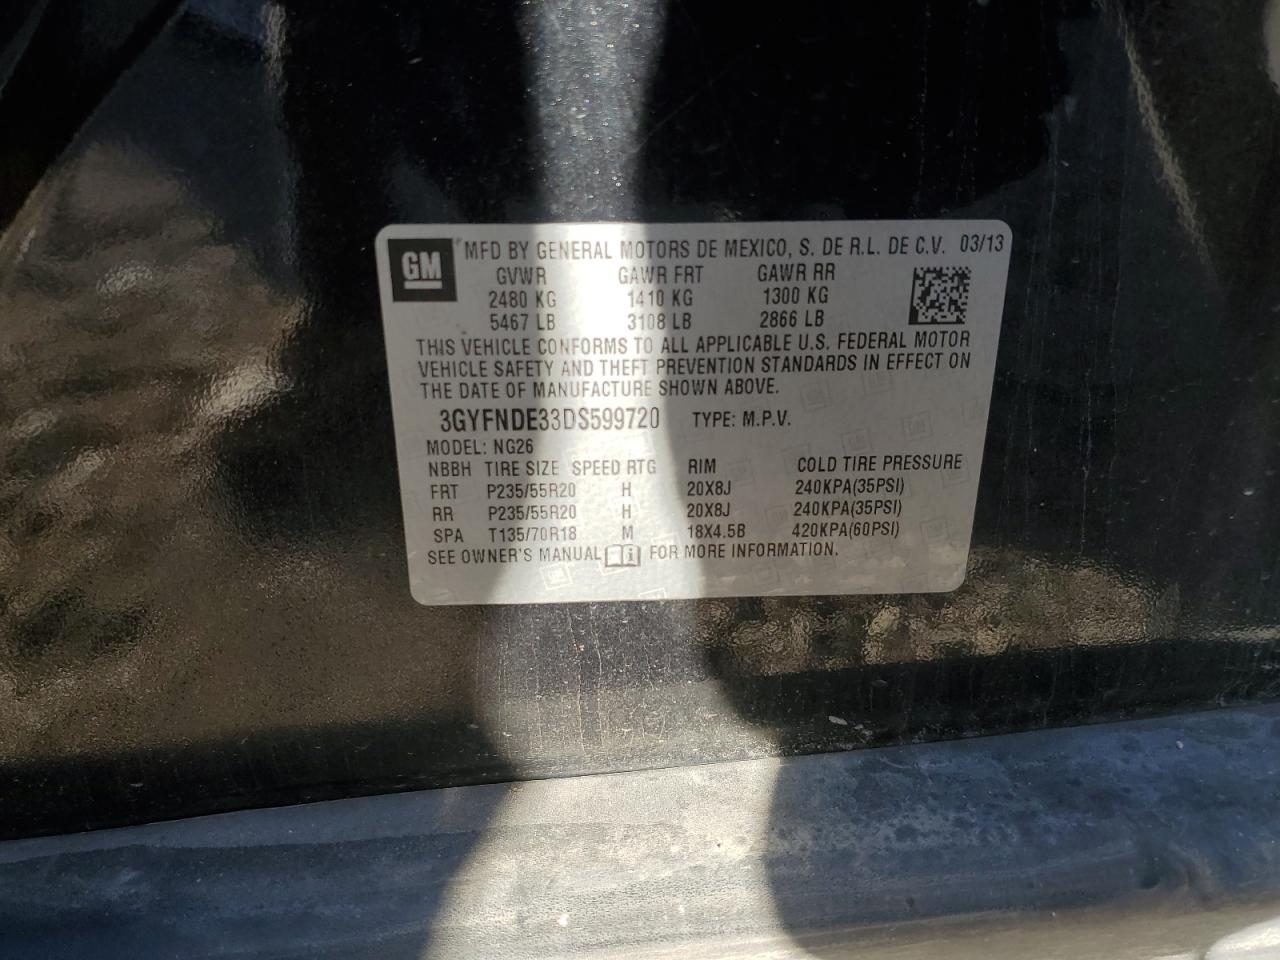 GM
MFD BY GENERAL MOTORS DE MEXICO, S. DE R.L. DE C.V. 03/13
GVWR GAWR FRT GAWR RR
2480 KG 1410 KG 1300 KG
5467 LB 3108 LB 2866 LB
THIS VEHICLE CONFORMS TO ALL APPLICABLE U.S. FEDERAL MOTOR
VEHICLE SAFETY AND THEFT PREVENTION STANDARDS IN EFFECT ON
THE DATE OF MANUFACTURE SHOWN ABOVE.
3GYFNDE33DS599720 TYPE: M.P.V.
MODEL: NG26
NBBH TIRE SIZE SPEED RTG RIM COLD TIRE PRESSURE
FRT P235/55R20 H 20X8J 240KPA(35PSI)
RR P235/55R20 H 20X8J 240KPA(35PSI)
SPA T135/70R18 M 18X4.5B 420KPA(60PSI)
SEE OWNER'S MANUAL FOR MORE INFORMATION.